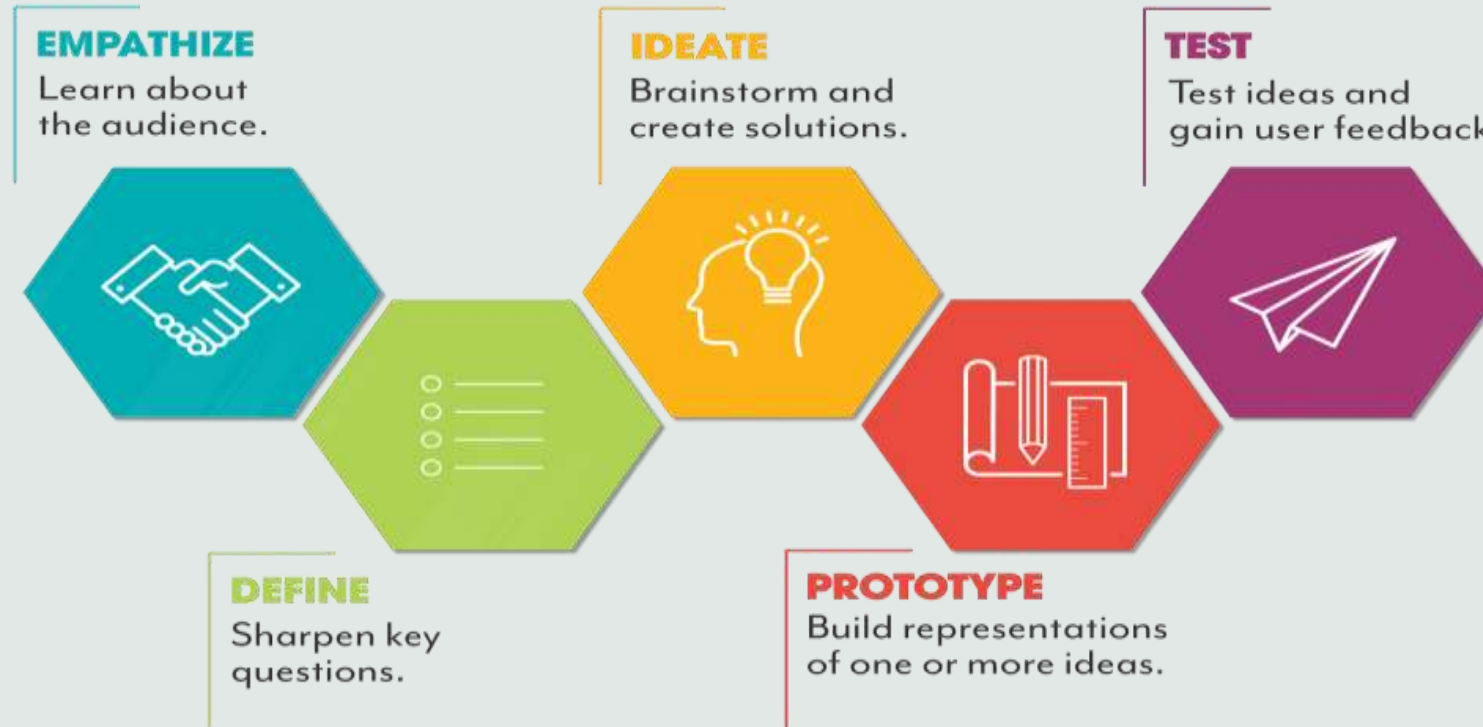 EMPATHIZE
Learn about
the audience.
DEFINE
Sharpen key
questions.
IDEATE
Brainstorm and
create solutions.
PROTOTYPE
Build representations
of one or more ideas.
TEST
Test ideas and
gain user feedback